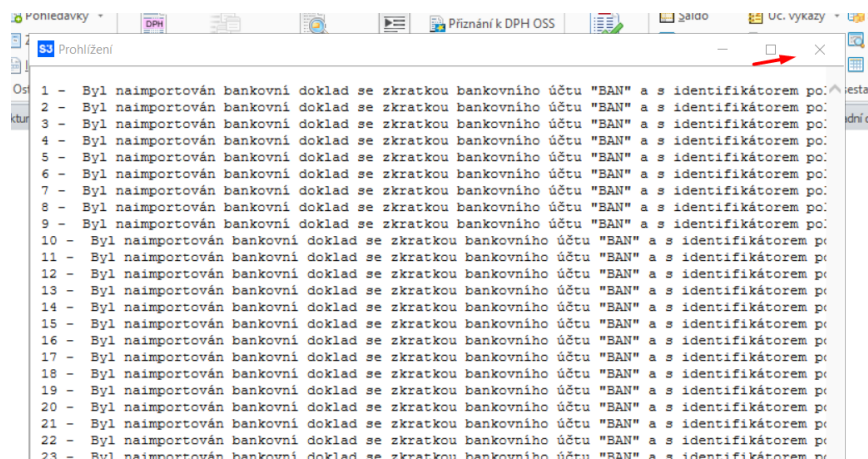 Pohledávky
DPH
Přiznání k DPH OSS
Saldo
Úč. výkazy
SJ Prohlížení
1 - Byl naimportován bankovní doklad se zkratkou bankovního účtu "BAN" a s identifikátorem
2 - Byl naimportován bankovní doklad se zkratkou bankovního účtu "BAN" a s identifikátorem
3 - Byl naimportován bankovní doklad se zkratkou bankovního účtu "BAN" a s identifikátorem
4 - Byl naimportován bankovní doklad se zkratkou bankovního účtu "BAN" a s identifikátorem
5 - Byl naimportován bankovní doklad se zkratkou bankovního účtu "BAN" a s identifikátorem
6 - Byl naimportován bankovní doklad se zkratkou bankovního účtu "BAN" a s identifikátorem
7 - Byl naimportován bankovní doklad se zkratkou bankovního účtu "BAN" a s identifikátorem
8 - Byl naimportován bankovní doklad se zkratkou bankovního účtu "BAN" a s identifikátorem
9 - Byl naimportován bankovní doklad se zkratkou bankovního účtu "BAN" a s identifikátorem
10 - Byl naimportován bankovní doklad se zkratkou bankovního účtu "BAN" a s identifikátorem
11 - Byl naimportován bankovní doklad se zkratkou bankovního účtu "BAN" a s identifikátorem
12 - Byl naimportován bankovní doklad se zkratkou bankovního účtu "BAN" a s identifikátorem
13 - Byl naimportován bankovní doklad se zkratkou bankovního účtu "BAN" a s identifikátorem
14 - Byl naimportován bankovní doklad se zkratkou bankovního účtu "BAN" a s identifikátorem
15 - Byl naimportován bankovní doklad se zkratkou bankovního účtu "BAN" a s identifikátorem
16 - Byl naimportován bankovní doklad se zkratkou bankovního účtu "BAN" a s identifikátorem
17 - Byl naimportován bankovní doklad se zkratkou bankovního účtu "BAN" a s identifikátorem
18 - Byl naimportován bankovní doklad se zkratkou bankovního účtu "BAN" a s identifikátorem
19 - Byl naimportován bankovní doklad se zkratkou bankovního účtu "BAN" a s identifikátorem
20 - Byl naimportován bankovní doklad se zkratkou bankovního účtu "BAN" a s identifikátorem
21 - Byl naimportován bankovní doklad se zkratkou bankovního účtu "BAN" a s identifikátorem
22 - Byl naimportován bankovní doklad se zkratkou bankovního účtu "BAN" a s identifikátorem
23 - Byl naimportován bankovní doklad se zkratkou bankovního účtu "BAN" a s identifikátorem